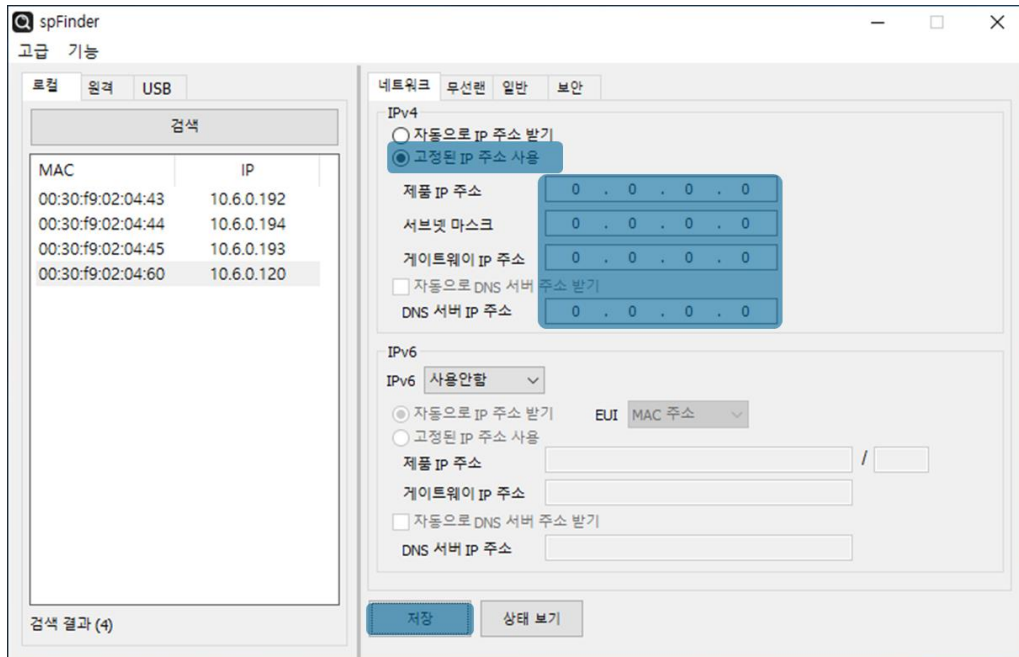 spFinder
고급 기능
로컬 원격 USB
검색
MAC IP
00:30:f9:02:04:43 10.6.0.192
00:30:f9:02:04:44 10.6.0.194
00:30:f9:02:04:45 10.6.0.193
00:30:f9:02:04:60 10.6.0.120
검색 결과 (4)
네트워크 무선랜 일반 보안
IPv4
자동으로 IP 주소 받기
고정된 IP 주소 사용
제품 IP 주소 0 . 0 . 0 . 0
서브넷 마스크 0 . 0 . 0 . 0
게이트웨이 IP 주소 0 . 0 . 0 . 0
자동으로 DNS 서버 주소 받기
DNS 서버 IP 주소 0 . 0 . 0 . 0
IPv6
IPv6 사용안함
자동으로 IP 주소 받기 EUI MAC 주소
고정된 IP 주소 사용
제품 IP 주소 /
게이트웨이 IP 주소
자동으로 DNS 서버 주소 받기
DNS 서버 IP 주소
저장 상태 보기